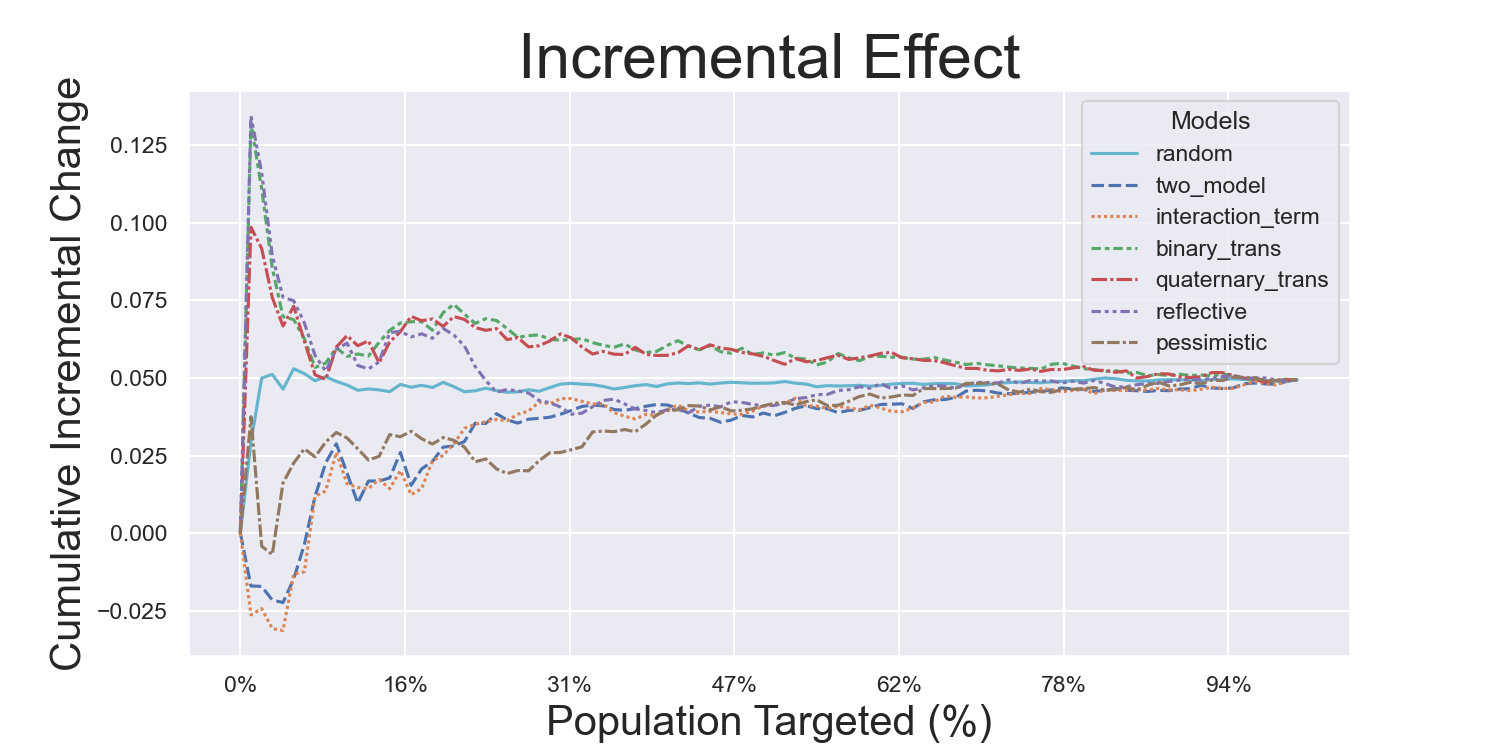 Incremental Effect
Cumulative Incremental Change
0.125
0.100
0.075
0.050
0.025
0.000
−0.025
Models
random
two_model
interaction_term
binary_trans
quaternary_trans
reflective
pessimistic
0% 16% 31% 47% 62% 78% 94%
Population Targeted (%)